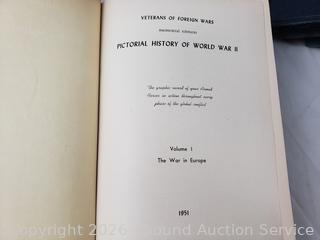 VETERANS OF FOREIGN WARS
MEMORIAL EDITION
PICTORIAL HISTORY OF WORLD WAR II
The graphic record of your Armed
Forces in action throughout every
phase of the global conflict
Volume 1
The War in Europe
1951
Copyright 2026 Bound Auction Service